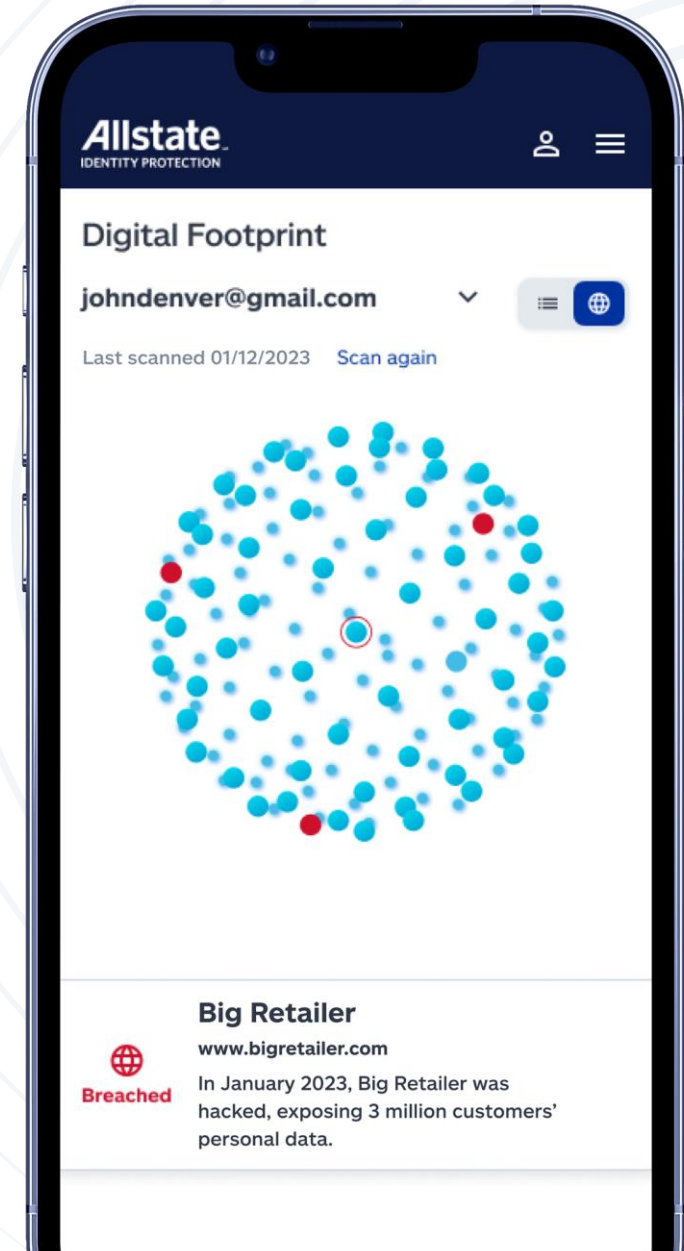 Allstate
IDENTITY PROTECTION
Digital Footprint
johndenver@gmail.com
Last scanned 01/12/2023 Scan again
Big Retailer
www.bigretailer.com
Breached
In January 2023, Big Retailer was
hacked, exposing 3 million customers’
personal data.